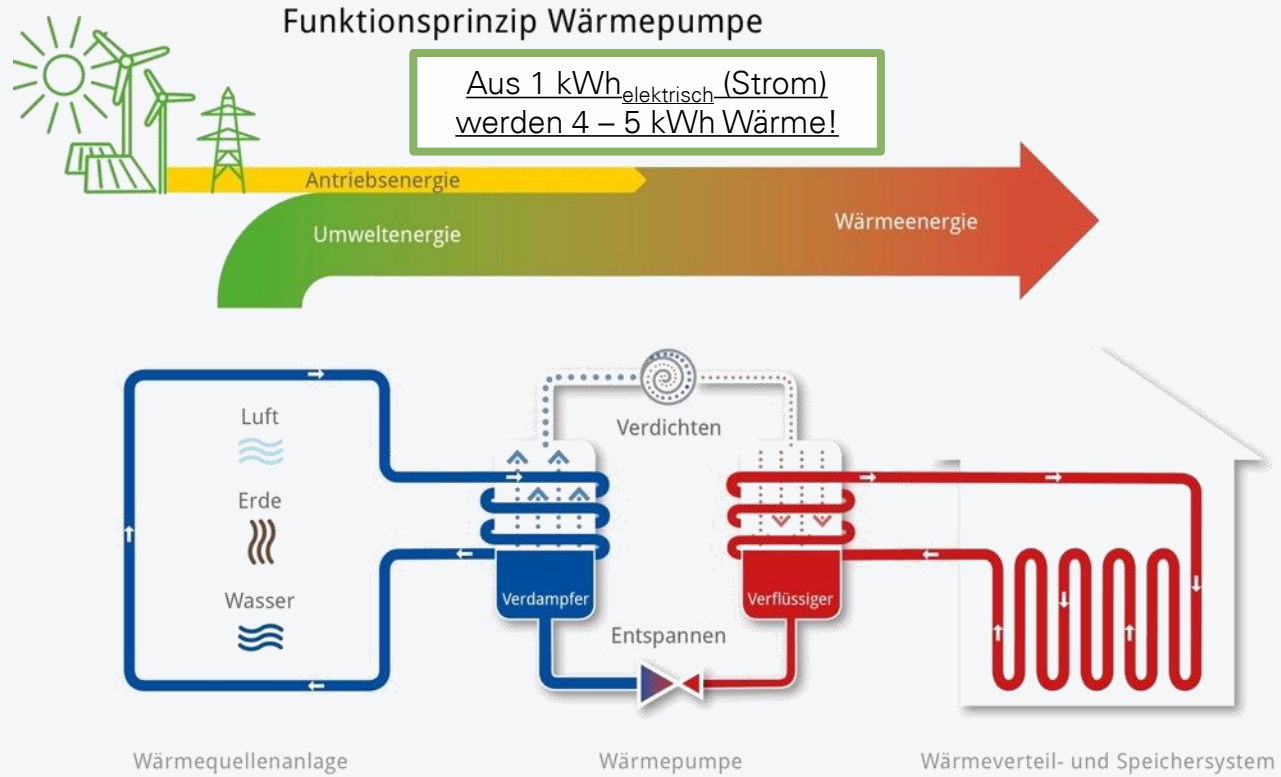 Funktionsprinzip Wärmepumpe
Aus 1 kWhelektrisch (Strom)
werden 4 – 5 kWh Wärme!
Antriebsenergie
Umweltenergie
Wärmeenergie
Luft
Erde
Wasser
Verdichten
Verdampfer
Verflüssiger
Entspannen
Wärmequellenanlage
Wärmepumpe
Wärmeverteil- und Speichersystem